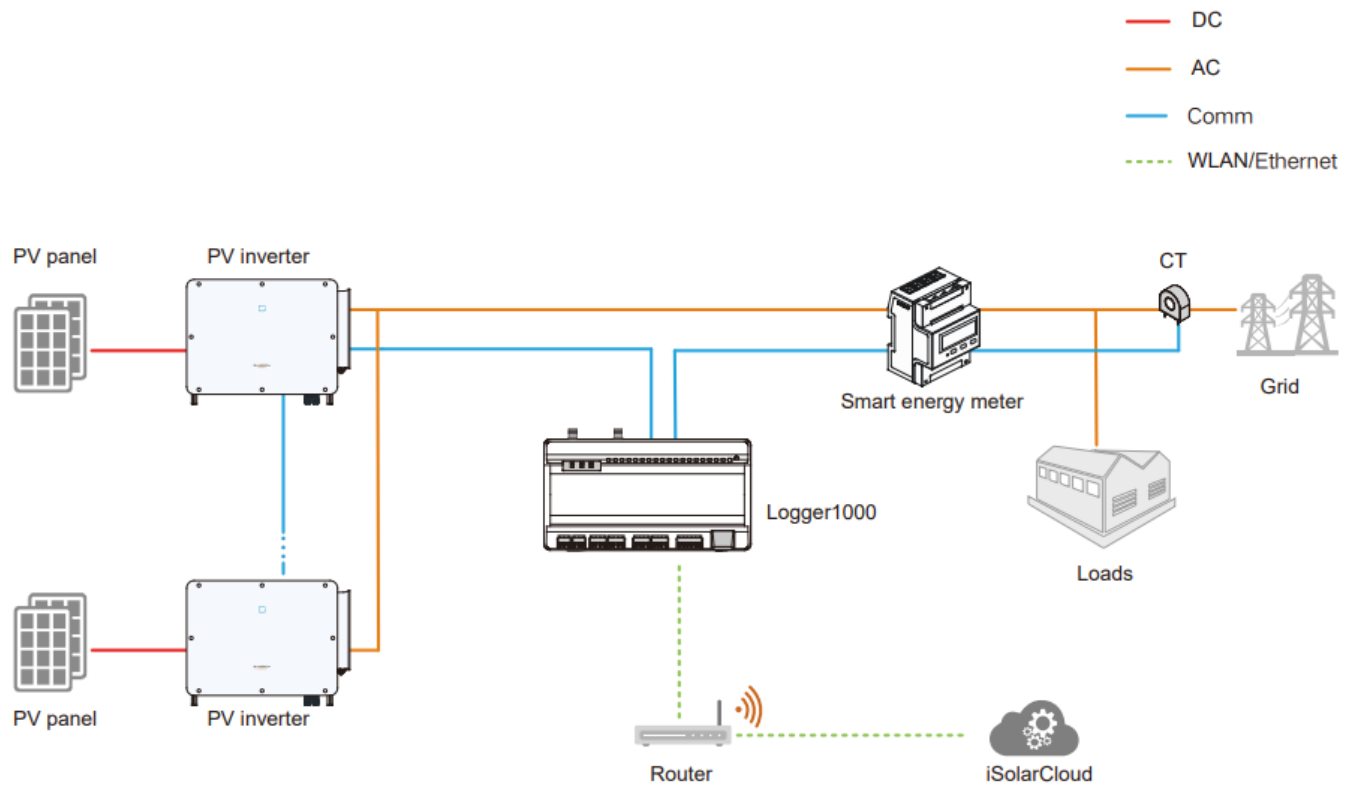 DC
AC
Comm
WLAN/Ethernet
PV panel
PV inverter
CT
Smart energy meter
Grid
Logger1000
Loads
PV panel
PV inverter
Router
iSolarCloud